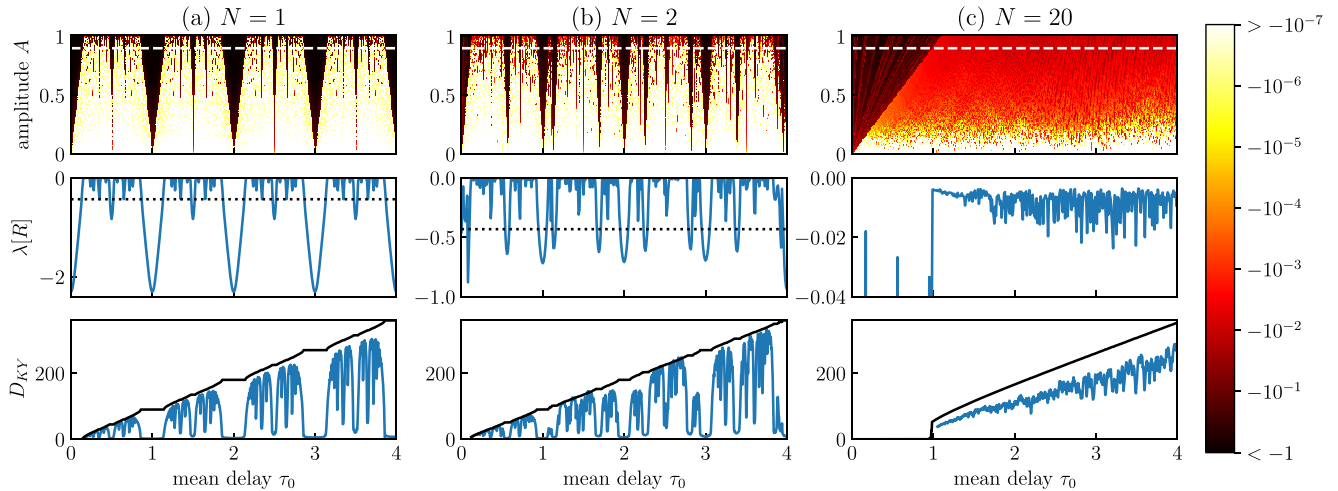 (a) N = 1
(b) N = 2
(c) N = 20
amplitude A
1
0.5
0
1
0.5
0
1
0.5
0
> −10⁻⁷
−10⁻⁶
−10⁻⁵
−10⁻⁴
−10⁻³
−10⁻²
−10⁻¹
< −1
λ[R]
0
−2
0.0
−0.5
−1.0
0.00
−0.02
−0.04
D_KY
200
0
200
0
200
0
0 1 2 3 4
0 1 2 3 4
0 1 2 3 4
mean delay τ₀
mean delay τ₀
mean delay τ₀